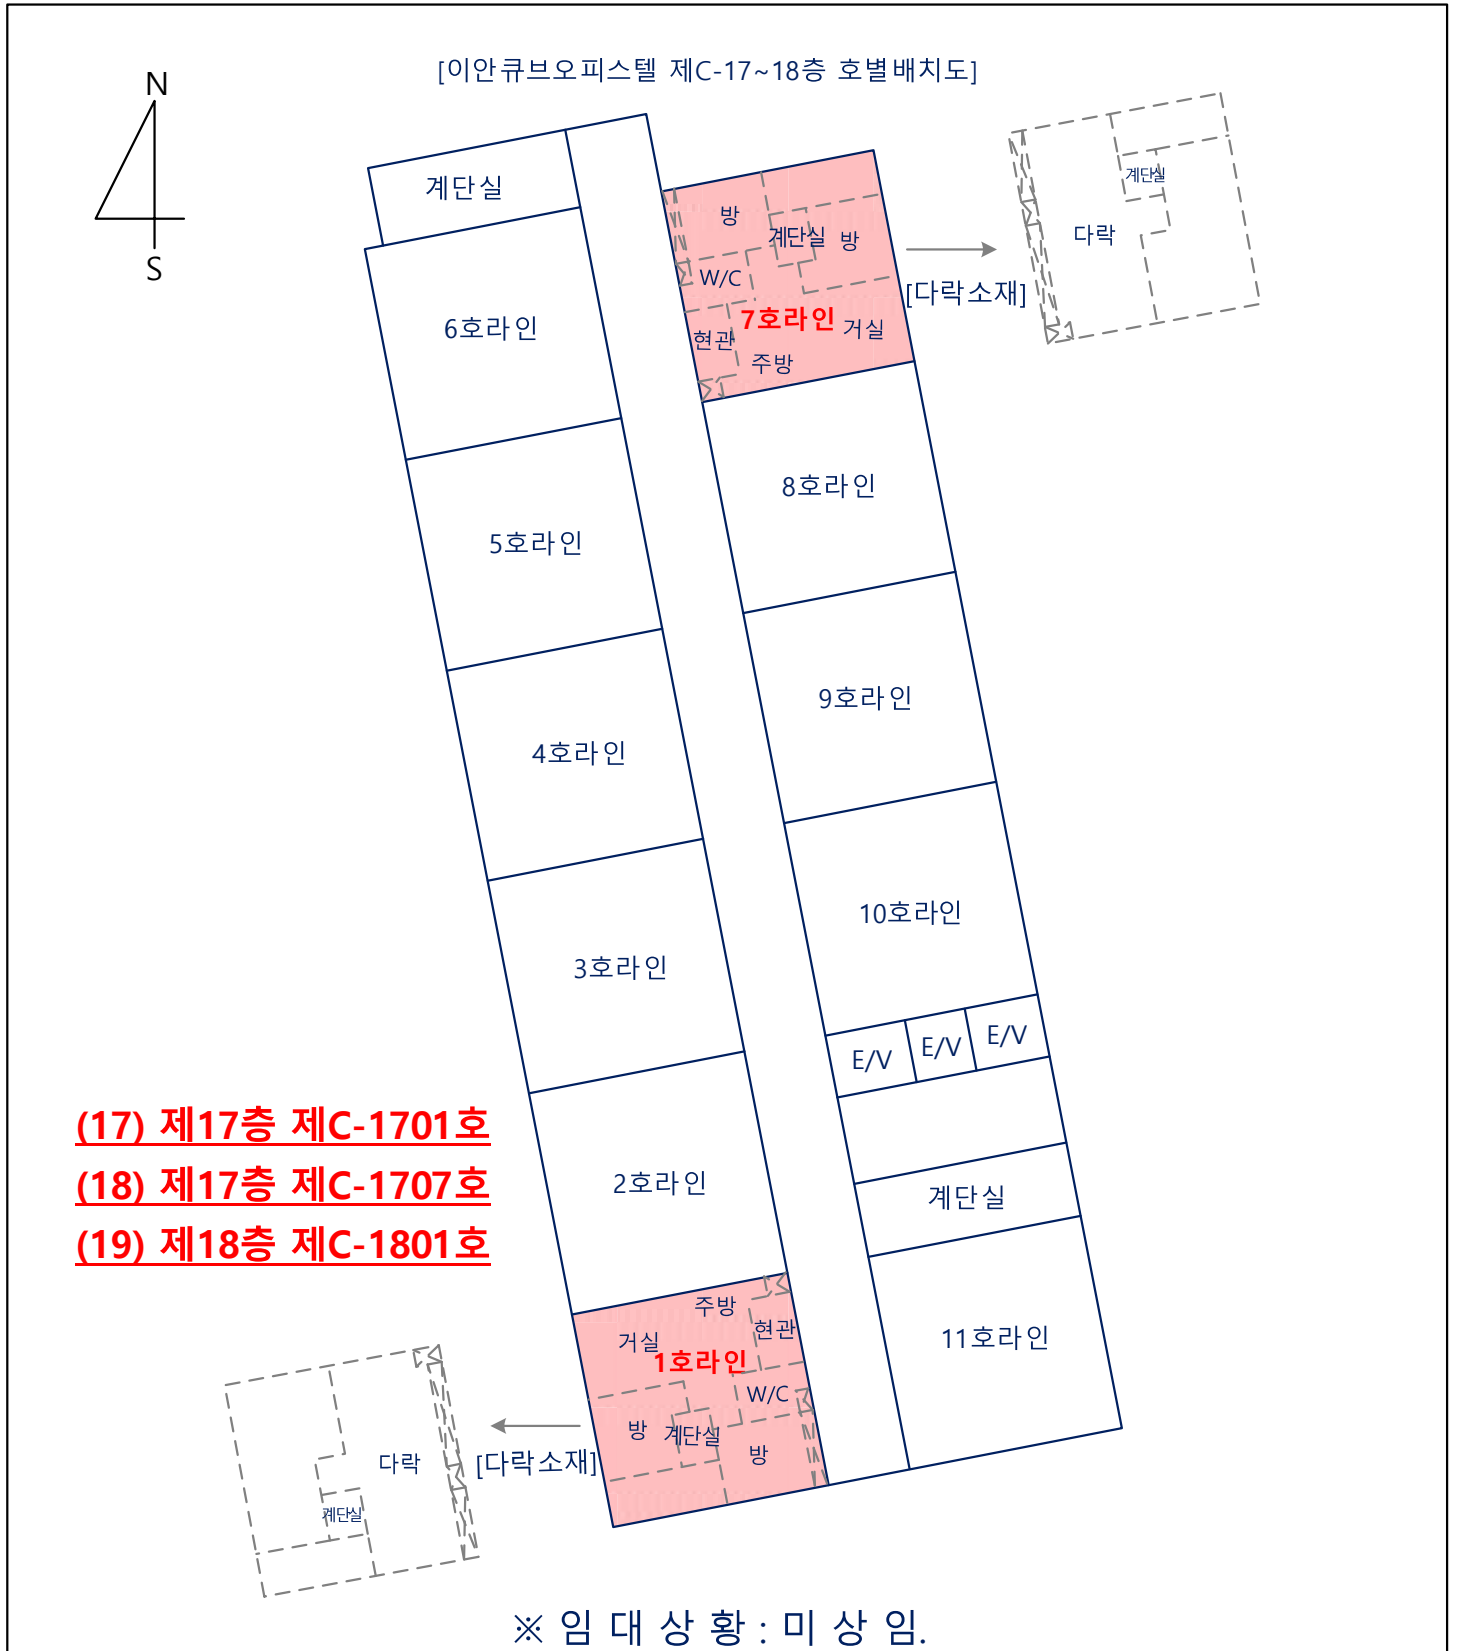 [이안큐브오피스텔 제C-17~18층 호별배치도]
N
S
계단실
방
계단실
방
W/C
7호라인
거실
현관
주방
[다락소재]
계단실
다락
6호라인
8호라인
5호라인
9호라인
4호라인
10호라인
3호라인
E/V
E/V
E/V
(17) 제17층 제C-1701호
(18) 제17층 제C-1707호
(19) 제18층 제C-1801호
2호라인
계단실
11호라인
주방
현관
거실
1호라인
W/C
방
계단실
방
[다락소재]
다락
계단실
※ 임 대 상 황 : 미 상 임.